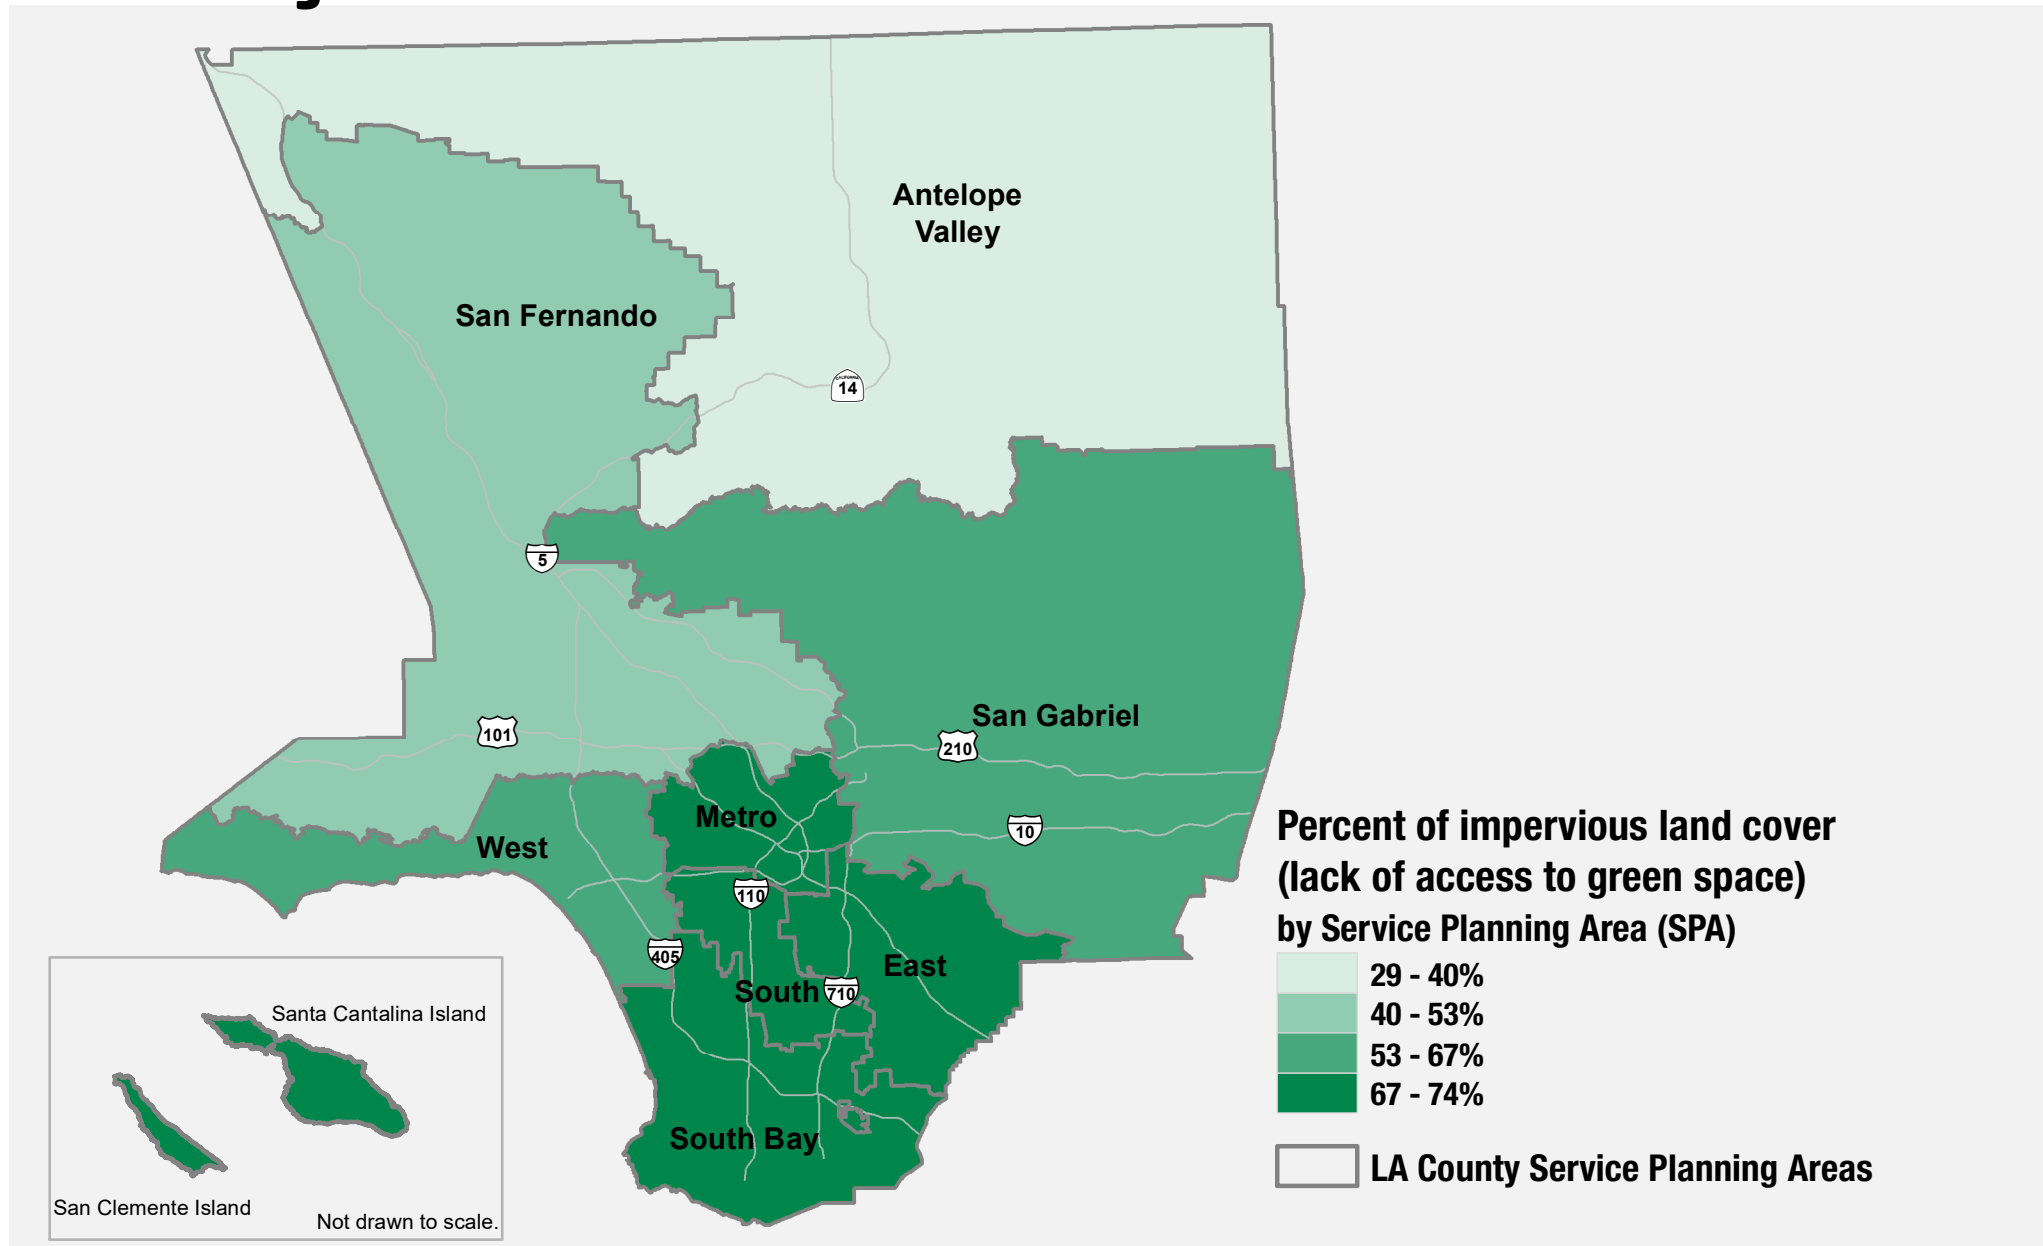 Antelope
Valley
San Fernando
CALIFORNIA
14
5
San Gabriel
101
210
Metro
10
West
110
405
East
South
710
South Bay
Santa Cantalina Island
San Clemente Island
Not drawn to scale.
Percent of impervious land cover
(lack of access to green space)
by Service Planning Area (SPA)
29 - 40%
40 - 53%
53 - 67%
67 - 74%
LA County Service Planning Areas